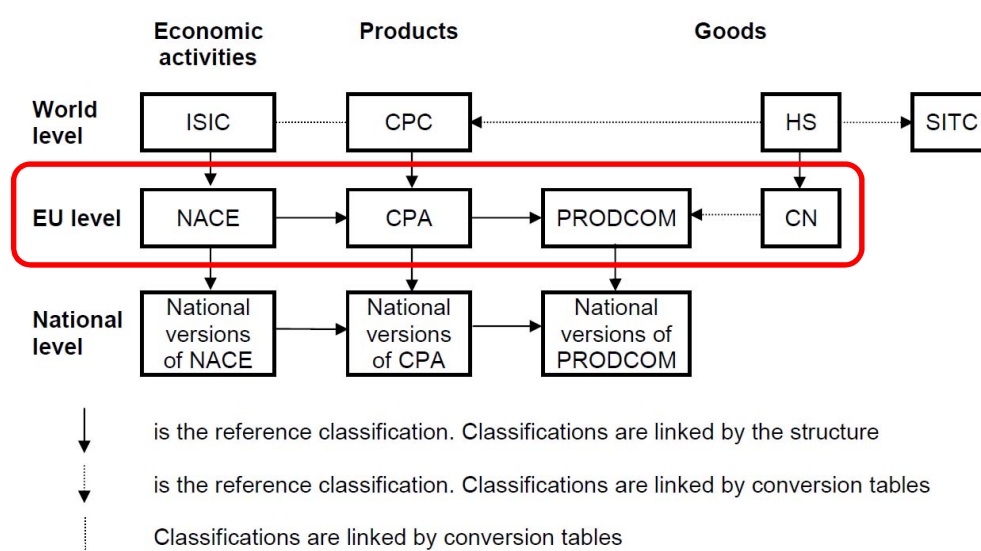 Economic
activities
Products
Goods
World
level
ISIC
CPC
HS
SITC
EU level
NACE
CPA
PRODCOM
CN
National
level
National
versions
of NACE
National
versions
of CPA
National
versions of
PRODCOM
is the reference classification. Classifications are linked by the structure
is the reference classification. Classifications are linked by conversion tables
Classifications are linked by conversion tables